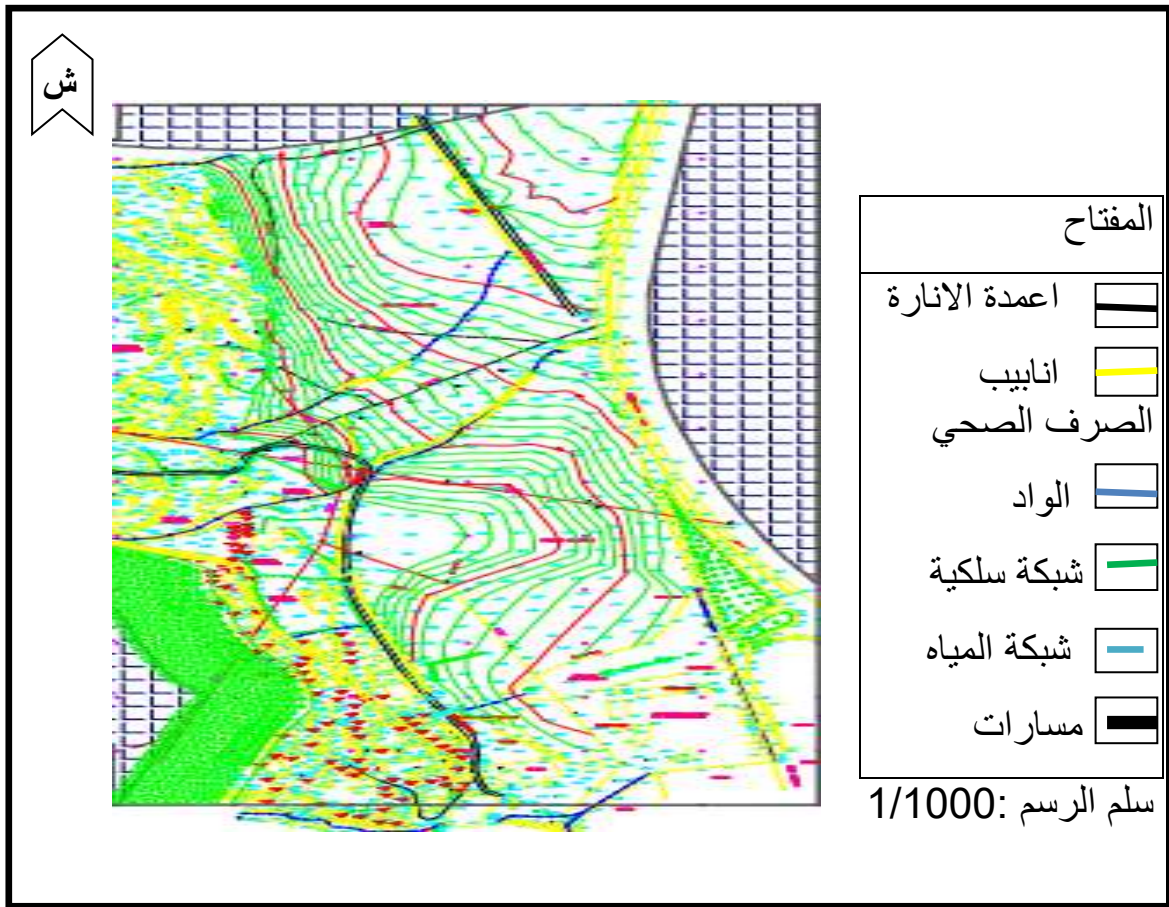 ش
المفتاح
اعمدة الانارة
انابيب
الصرف الصحي
الواد
شبكة سلكية
شبكة المياه
مسارات
سلم الرسم :1/1000